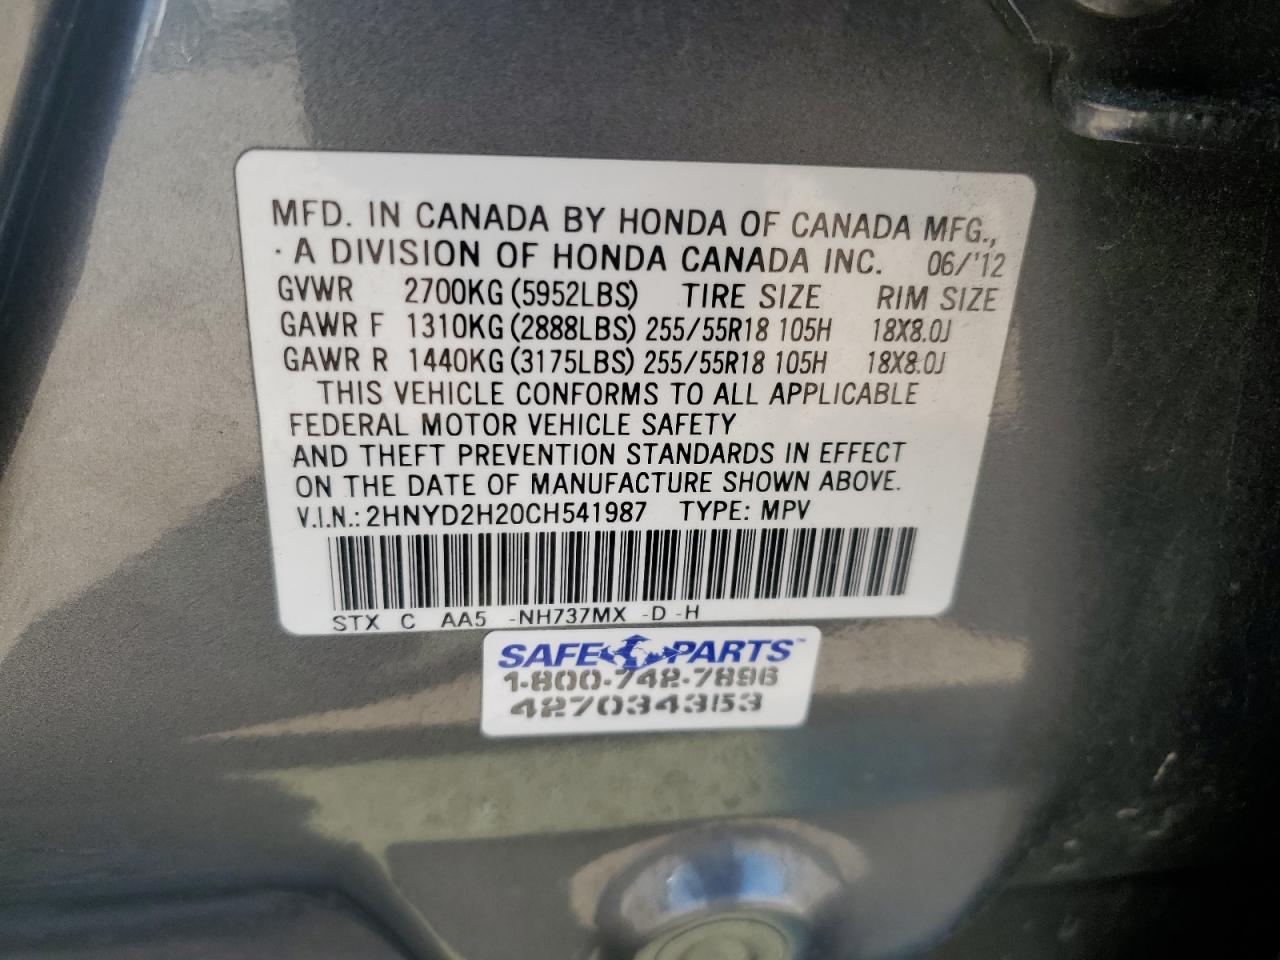 MFD. IN CANADA BY HONDA OF CANADA MFG.,
· A DIVISION OF HONDA CANADA INC. 06/'12
GVWR 2700KG (5952LBS) TIRE SIZE RIM SIZE
GAWR F 1310KG (2888LBS) 255/55R18 105H 18X8.0J
GAWR R 1440KG (3175LBS) 255/55R18 105H 18X8.0J
THIS VEHICLE CONFORMS TO ALL APPLICABLE
FEDERAL MOTOR VEHICLE SAFETY
AND THEFT PREVENTION STANDARDS IN EFFECT
ON THE DATE OF MANUFACTURE SHOWN ABOVE.
V.I.N.: 2HNYD2H20CH541987 TYPE: MPV
STX C AA5 -NH737MX -D -H
SAFE PARTS™
1-800-742-7896
4270343153